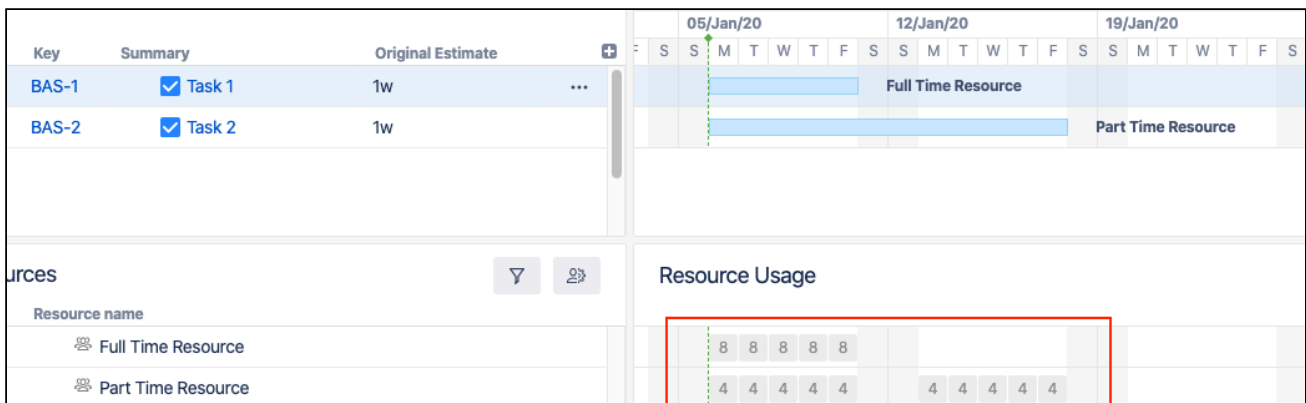 05/Jan/20 12/Jan/20 19/Jan/20
Key Summary Original Estimate F S S M T W T F S S M T W T F S S M T W T F S
BAS-1 Task 1 1w ... Full Time Resource
BAS-2 Task 2 1w Part Time Resource
urces Resource Usage
Resource name
Full Time Resource 8 8 8 8 8
Part Time Resource 4 4 4 4 4 4 4 4 4 4